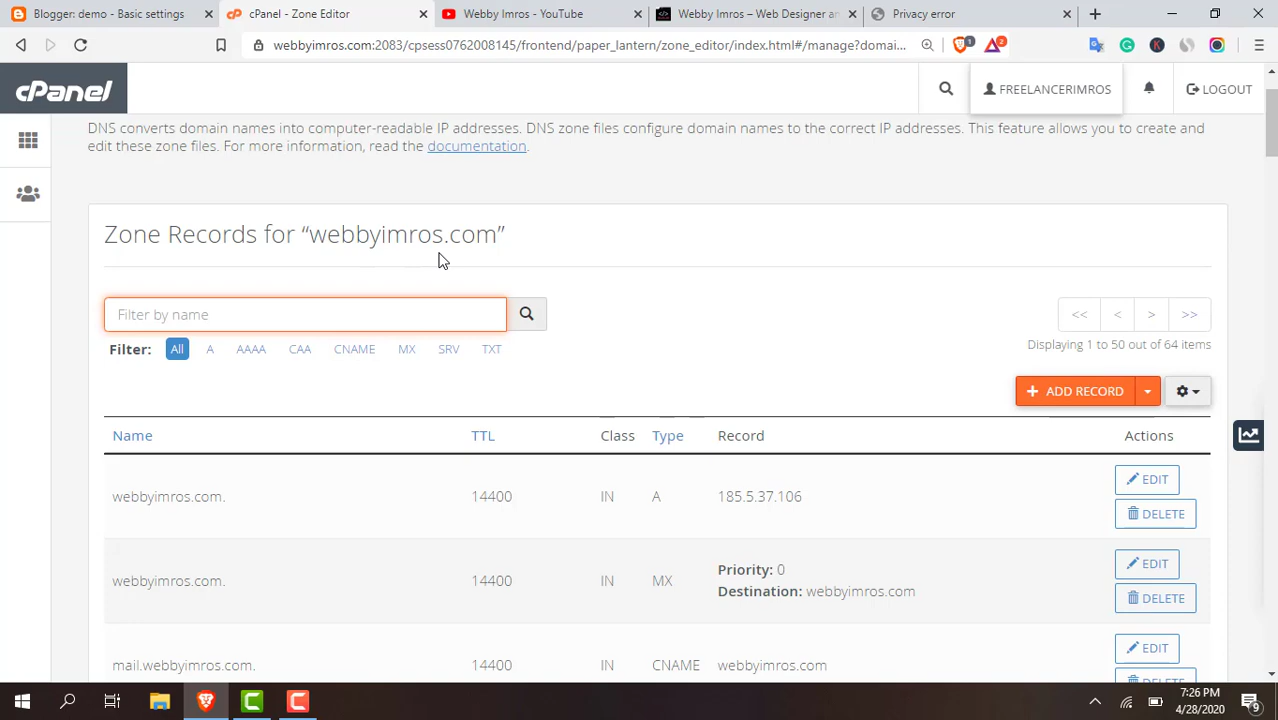 Blogger: demo - Basic settings
cPanel - Zone Editor
Webby Imros - YouTube
Webby Imros – Web Designer an
Privacy error
webbyimros.com:2083/cpsess0762008145/frontend/paper_lantern/zone_editor/index.html#/manage?domai...
1
2
cPanel
FREELANCERIMROS
LOGOUT
DNS converts domain names into computer-readable IP addresses. DNS zone files configure domain names to the correct IP addresses. This feature allows you to create and
edit these zone files. For more information, read the documentation.
Zone Records for “webbyimros.com”
Filter by name
<< < > >>
Filter: All A AAAA CAA CNAME MX SRV TXT
Displaying 1 to 50 out of 64 items
+ ADD RECORD
Name TTL Class Type Record Actions
webbyimros.com. 14400 IN A 185.5.37.106
EDIT
DELETE
webbyimros.com. 14400 IN MX Priority: 0
Destination: webbyimros.com
EDIT
DELETE
mail.webbyimros.com. 14400 IN CNAME webbyimros.com
EDIT
DELETE
7:26 PM
4/28/2020
9